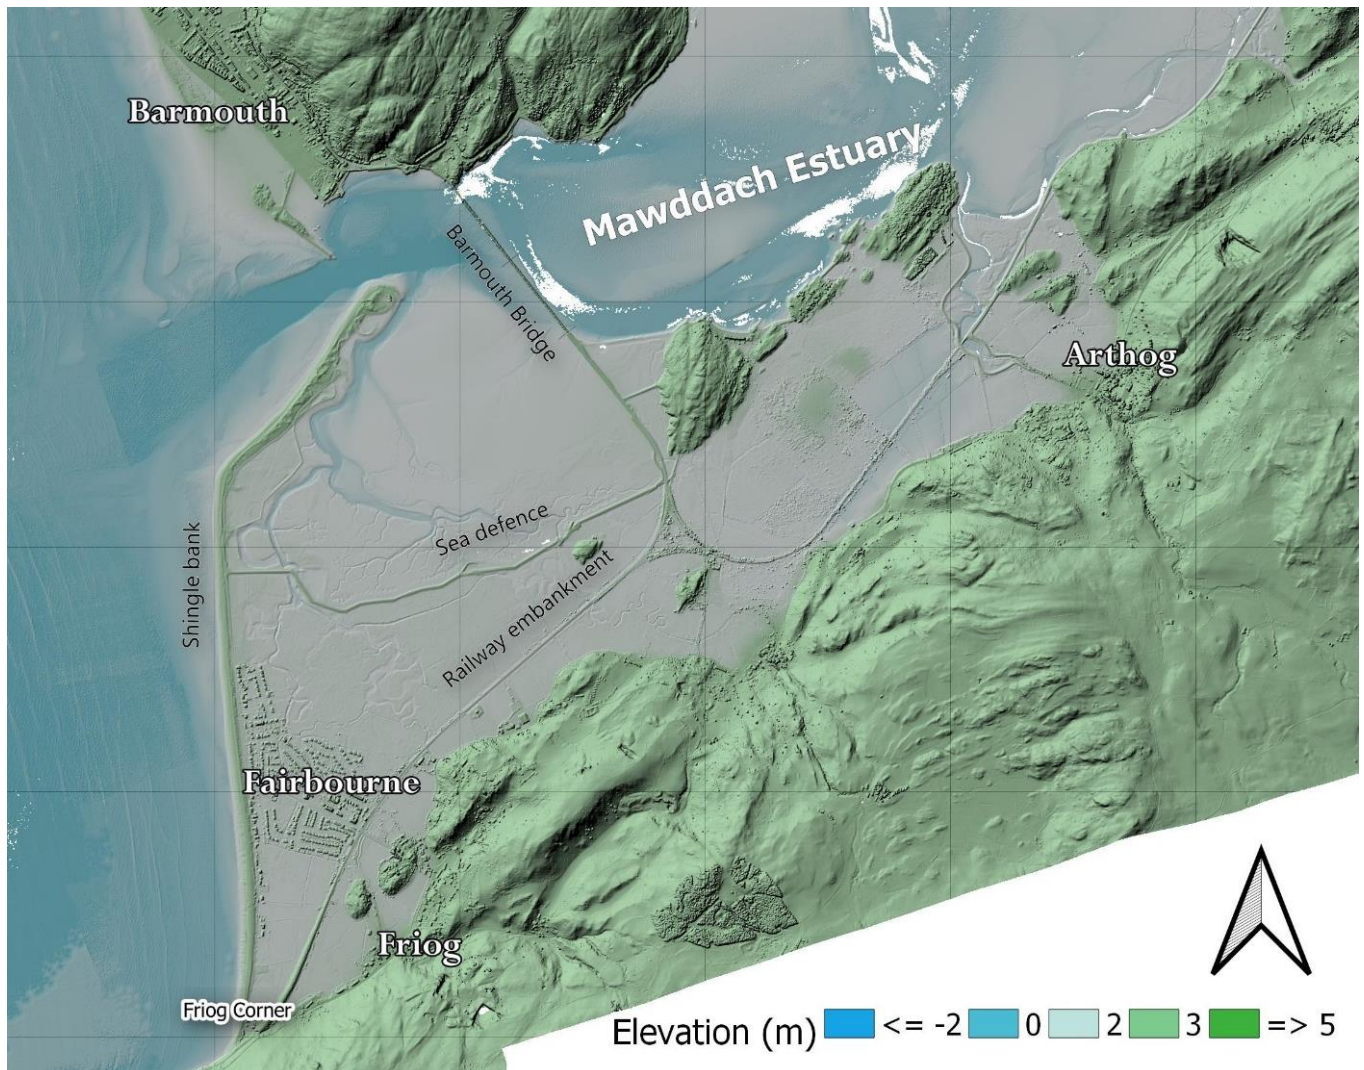 Barmouth
Mawddach Estuary
Barmouth Bridge
Arthog
Sea defence
Shingle bank
Railway embankment
Fairbourne
Friog
Friog Corner
Elevation (m) <= -2 0 2 3 => 5